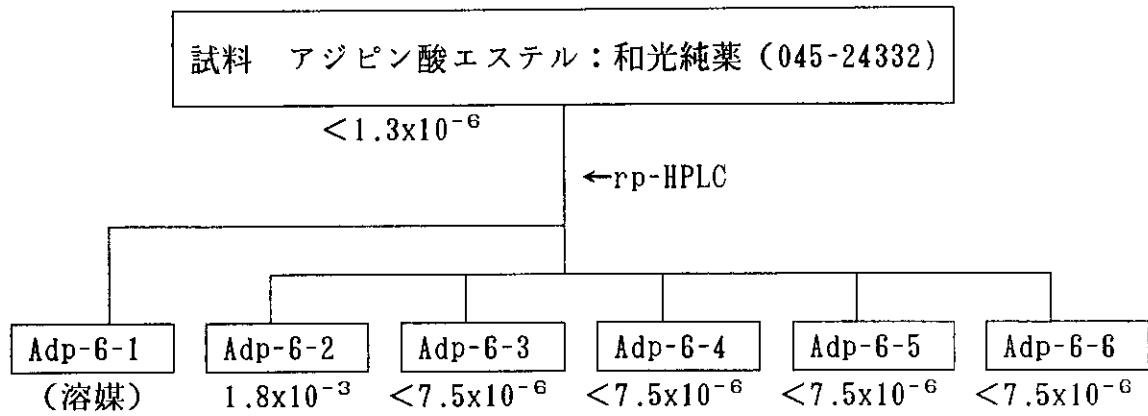 試料　アジピン酸エステル：和光純薬（045-24332）
＜1.3x10⁻⁶
←rp-HPLC
Adp-6-1 Adp-6-2 Adp-6-3 Adp-6-4 Adp-6-5 Adp-6-6
（溶媒） 1.8x10⁻³ ＜7.5x10⁻⁶ ＜7.5x10⁻⁶ ＜7.5x10⁻⁶ ＜7.5x10⁻⁶